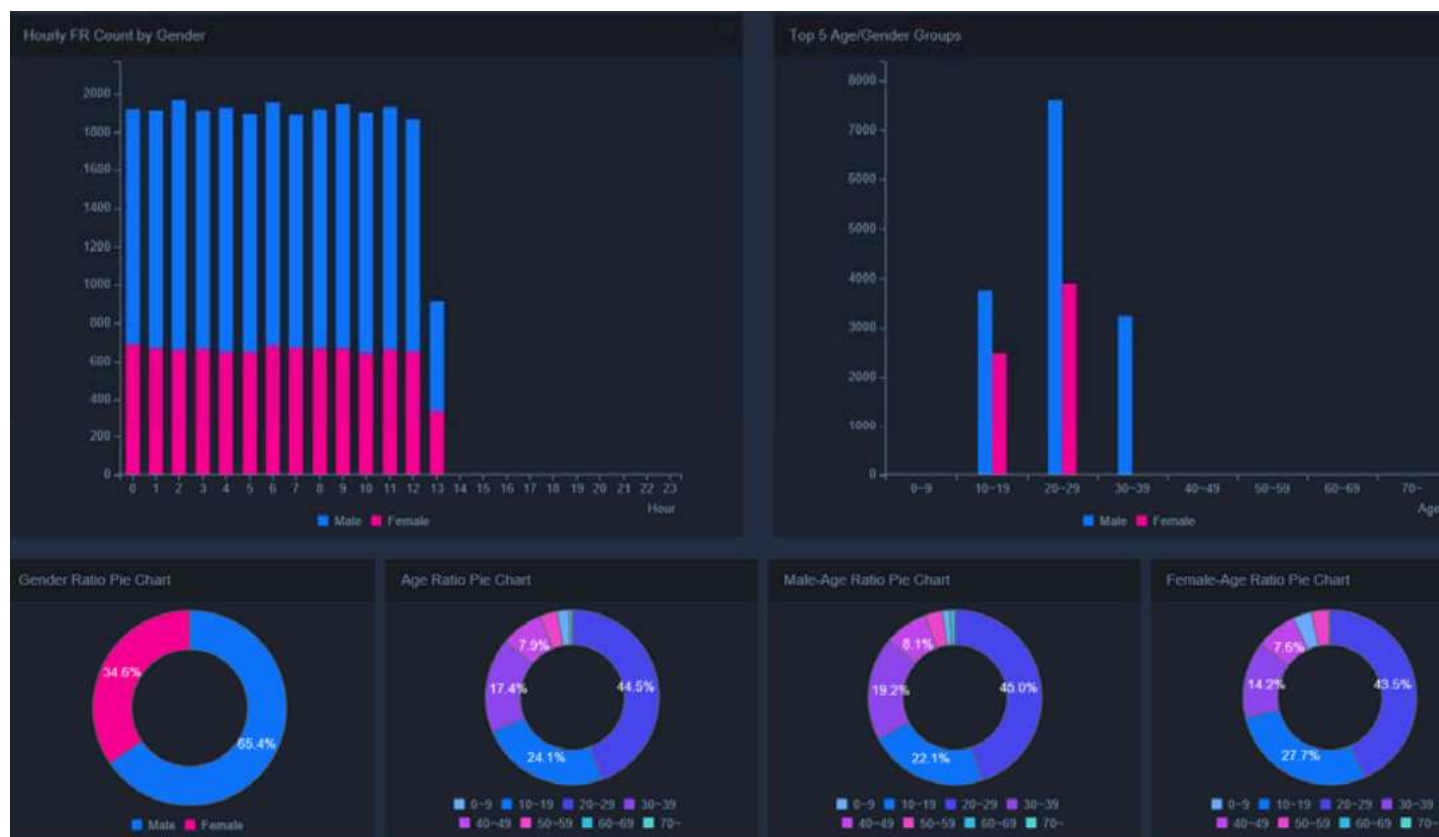 Hourly FR Count by Gender
2000
1800
1600
1400
1200
1000
800
600
400
200
0
0 1 2 3 4 5 6 7 8 9 10 11 12 13 14 15 16 17 18 19 20 21 22 23
Hour
Male Female
Top 5 Age/Gender Groups
8000
7000
6000
5000
4000
3000
2000
1000
0
0~9 10~19 20~29 30~39 40~49 50~59 60~69 70~
Age
Male Female
Gender Ratio Pie Chart
34.6%
65.4%
Male Female
Age Ratio Pie Chart
7.9%
17.4% 44.5%
24.1%
0~9 10~19 20~29 30~39
40~49 50~59 60~69 70~
Male-Age Ratio Pie Chart
8.1%
19.2% 45.0%
22.1%
0~9 10~19 20~29 30~39
40~49 50~59 60~69 70~
Female-Age Ratio Pie Chart
7.6%
14.2% 43.5%
27.7%
0~9 10~19 20~29 30~39
40~49 50~59 60~69 70~